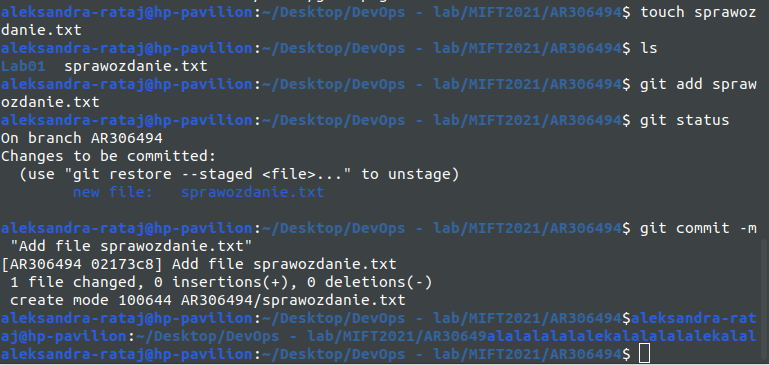 aleksandra-rataj@hp-pavilion:~/Desktop/DevOps - lab/MIFT2021/AR306494$ touch sprawoz
danie.txt
aleksandra-rataj@hp-pavilion:~/Desktop/DevOps - lab/MIFT2021/AR306494$ ls
Lab01  sprawozdanie.txt
aleksandra-rataj@hp-pavilion:~/Desktop/DevOps - lab/MIFT2021/AR306494$ git add spraw
ozdanie.txt
aleksandra-rataj@hp-pavilion:~/Desktop/DevOps - lab/MIFT2021/AR306494$ git status
On branch AR306494
Changes to be committed:
  (use "git restore --staged <file>..." to unstage)
        new file:   sprawozdanie.txt
aleksandra-rataj@hp-pavilion:~/Desktop/DevOps - lab/MIFT2021/AR306494$ git commit -m
 "Add file sprawozdanie.txt"
[AR306494 02173c8] Add file sprawozdanie.txt
 1 file changed, 0 insertions(+), 0 deletions(-)
 create mode 100644 AR306494/sprawozdanie.txt
aleksandra-rataj@hp-pavilion:~/Desktop/DevOps - lab/MIFT2021/AR306494$aleksandra-rat
aj@hp-pavilion:~/Desktop/DevOps - lab/MIFT2021/AR30649alalalalalalekalalalalalekalal
aleksandra-rataj@hp-pavilion:~/Desktop/DevOps - lab/MIFT2021/AR306494$